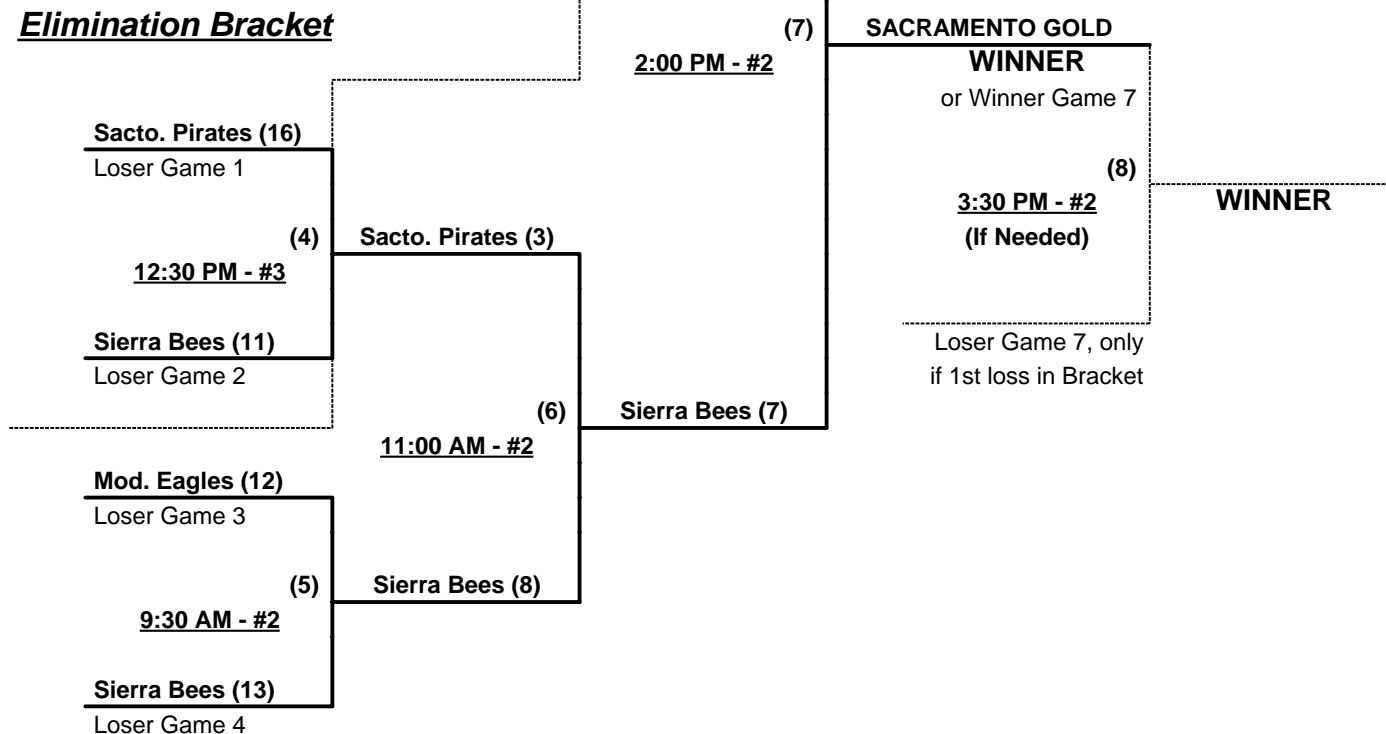 Elimination Bracket
(7)
SACRAMENTO GOLD
2:00 PM - #2
WINNER
or Winner Game 7
Sacto. Pirates (16)
Loser Game 1
(8)
3:30 PM - #2
WINNER
(4)
Sacto. Pirates (3)
(If Needed)
12:30 PM - #3
Sierra Bees (11)
Loser Game 7, only
Loser Game 2
if 1st loss in Bracket
(6)
Sierra Bees (7)
11:00 AM - #2
Mod. Eagles (12)
Loser Game 3
(5)
Sierra Bees (8)
9:30 AM - #2
Sierra Bees (13)
Loser Game 4